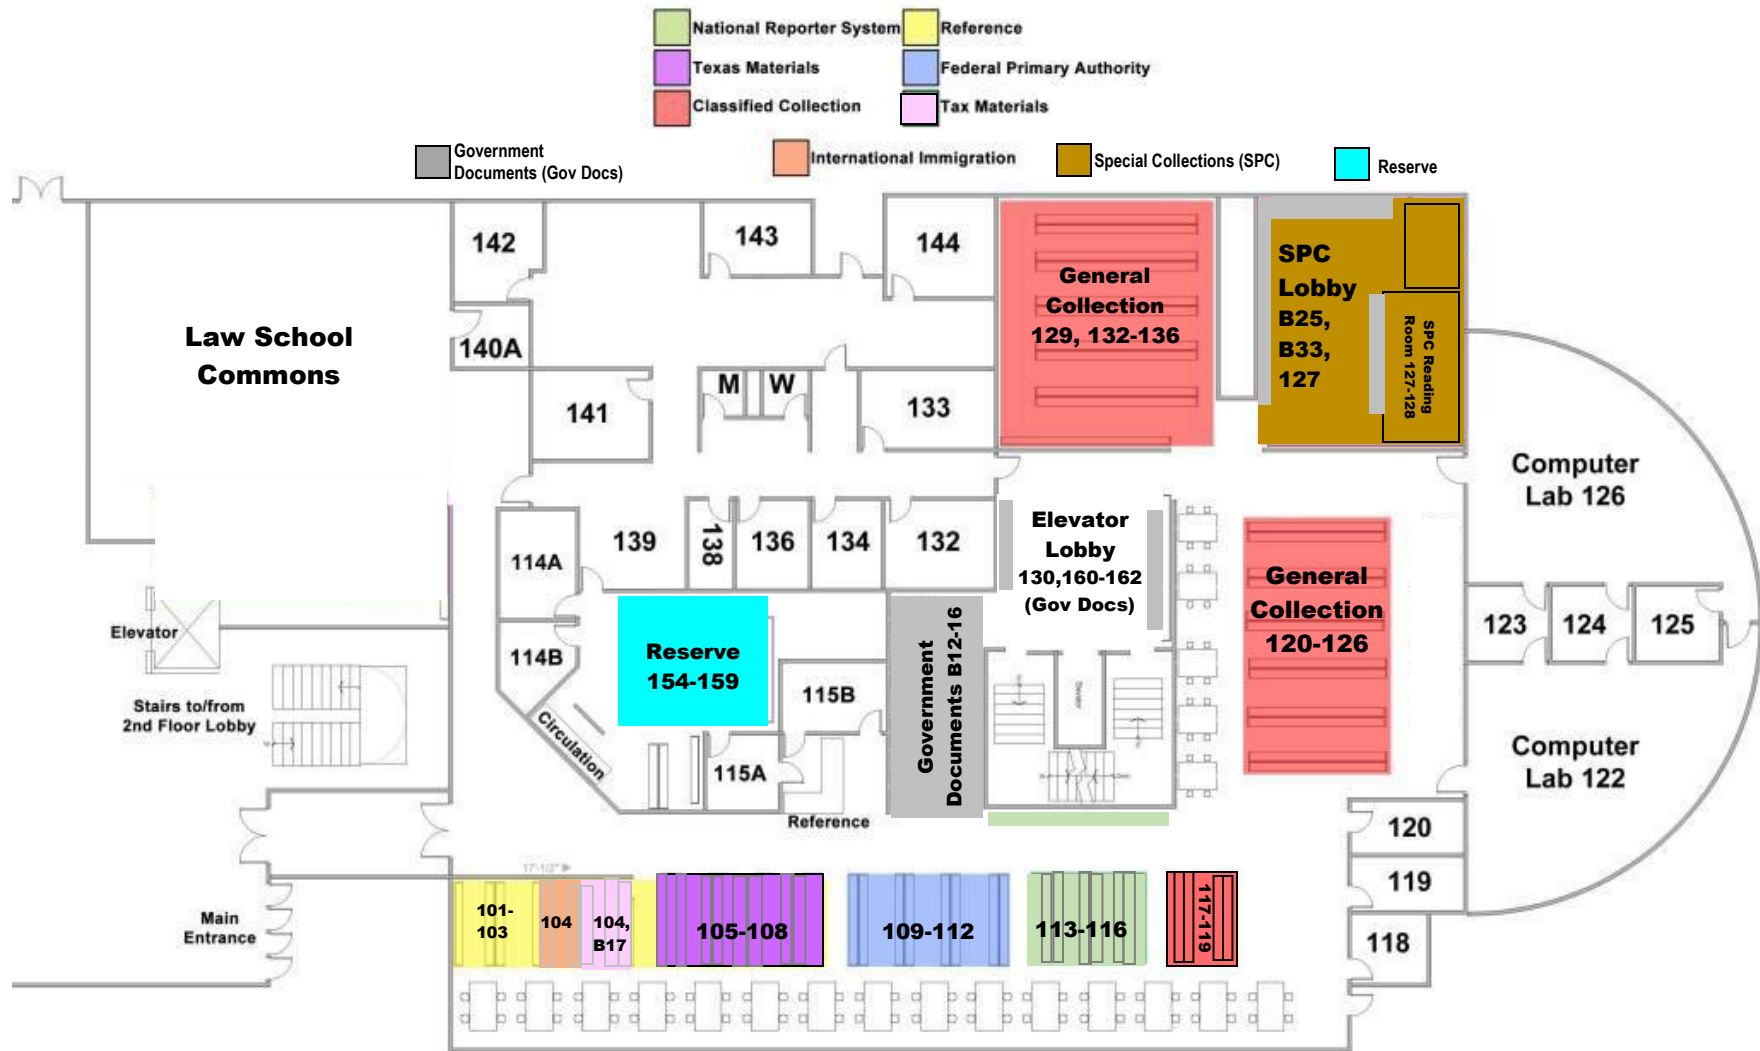 National Reporter System
Reference
Texas Materials
Federal Primary Authority
Classified Collection
Tax Materials
Government
Documents (Gov Docs)
International Immigration
Special Collections (SPC)
Reserve
142
143
144
General
Collection
129, 132-136
SPC
Lobby
B25,
B33,
127
SPC Reading
Room 127-128
Law School
Commons
140A
141
M
W
133
Computer
Lab 126
114A
139
138
136
134
132
Elevator
Lobby
130,160-162
(Gov Docs)
General
Collection
120-126
123
124
125
Elevator
114B
Reserve
154-159
115B
Government
Documents B12-16
Elevator
Stairs to/from
2nd Floor Lobby
Circulation
115A
Reference
Computer
Lab 122
120
119
118
17'-1/2"
Main
Entrance
101-
103
104
104,
B17
105-108
109-112
113-116
117-119